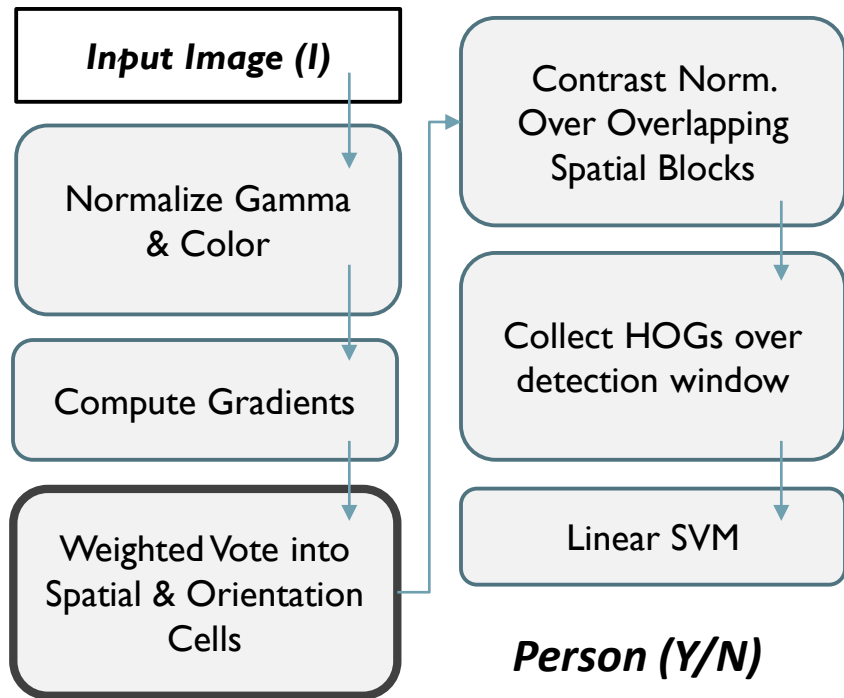 Input Image (I)
Normalize Gamma
& Color
Compute Gradients
Weighted Vote into
Spatial & Orientation
Cells
Contrast Norm.
Over Overlapping
Spatial Blocks
Collect HOGs over
detection window
Linear SVM
Person (Y/N)